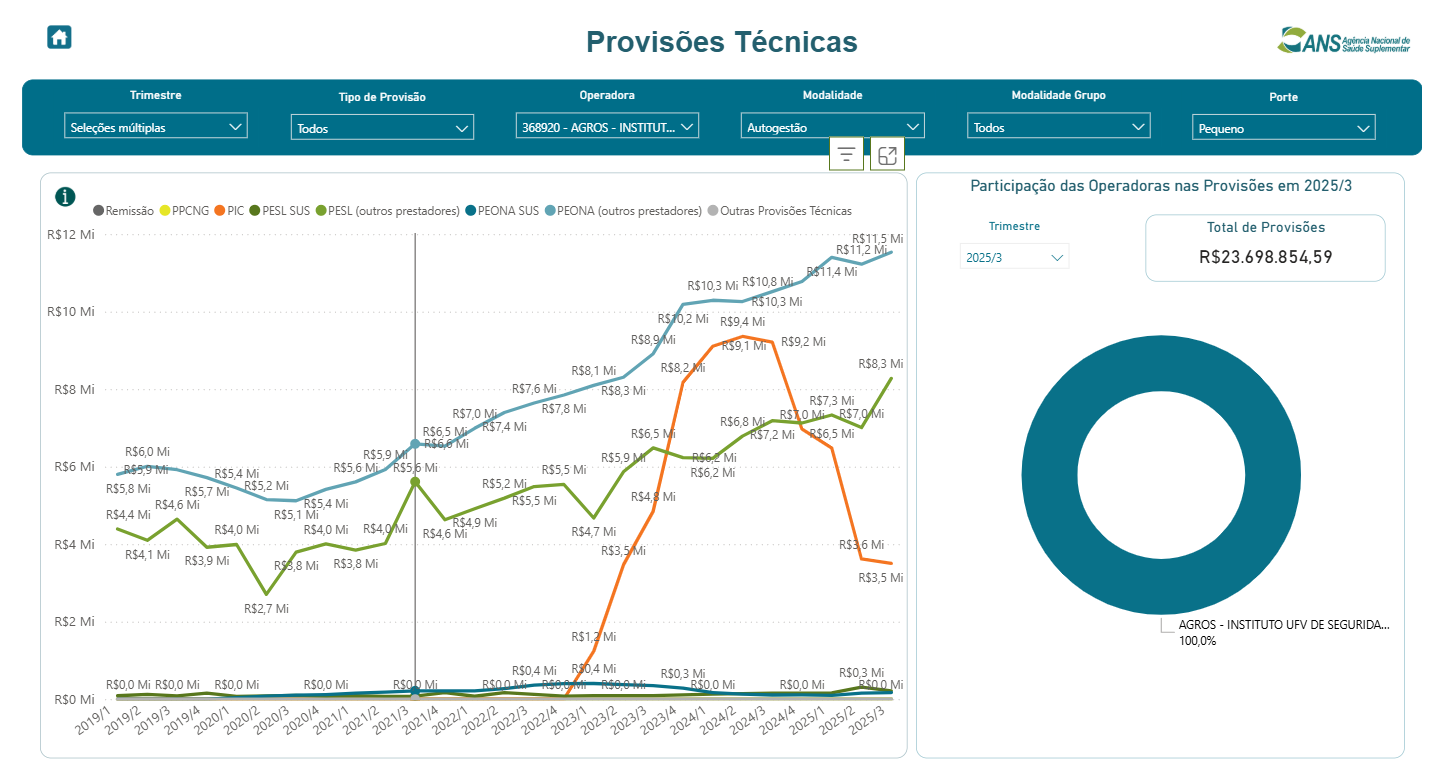 Provisões Técnicas
ANS Agência Nacional de
Saúde Suplementar
Trimestre
Seleções múltiplas
Tipo de Provisão
Todos
Operadora
368920 - AGROS - INSTITUT...
Modalidade
Autogestão
Modalidade Grupo
Todos
Porte
Pequeno
Remissão PPCNG PIC PESL SUS PESL (outros prestadores) PEONA SUS PEONA (outros prestadores) Outras Provisões Técnicas
R$12 Mi
R$10 Mi
R$8 Mi
R$6 Mi
R$4 Mi
R$2 Mi
R$0 Mi
R$5,8 Mi
R$6,0 Mi
R$5,9 Mi
R$5,7 Mi
R$5,4 Mi
R$5,2 Mi
R$5,1 Mi
R$5,4 Mi
R$5,6 Mi
R$5,9 Mi
R$6,5 Mi
R$6,6 Mi
R$7,0 Mi
R$7,4 Mi
R$7,6 Mi
R$7,8 Mi
R$8,1 Mi
R$8,3 Mi
R$8,9 Mi
R$10,2 Mi
R$10,3 Mi
R$10,3 Mi
R$10,8 Mi
R$11,4 Mi
R$11,2 Mi
R$11,5 Mi
R$4,4 Mi
R$4,1 Mi
R$4,6 Mi
R$3,9 Mi
R$4,0 Mi
R$2,7 Mi
R$3,8 Mi
R$4,0 Mi
R$3,8 Mi
R$4,0 Mi
R$5,6 Mi
R$4,6 Mi
R$4,9 Mi
R$5,2 Mi
R$5,5 Mi
R$5,5 Mi
R$4,7 Mi
R$5,9 Mi
R$6,5 Mi
R$6,2 Mi
R$6,2 Mi
R$6,8 Mi
R$7,2 Mi
R$7,0 Mi
R$7,3 Mi
R$7,0 Mi
R$8,3 Mi
R$1,2 Mi
R$3,5 Mi
R$4,8 Mi
R$8,2 Mi
R$9,1 Mi
R$9,4 Mi
R$9,2 Mi
R$6,5 Mi
R$3,6 Mi
R$3,5 Mi
R$0,0 Mi
R$0,0 Mi
R$0,0 Mi
R$0,0 Mi
R$0,0 Mi
R$0,0 Mi
R$0,4 Mi
R$0,0 Mi
R$0,4 Mi
R$0,0 Mi
R$0,3 Mi
R$0,0 Mi
R$0,0 Mi
R$0,3 Mi
R$0,0 Mi
2019/1
2019/2
2019/3
2019/4
2020/1
2020/2
2020/3
2020/4
2021/1
2021/2
2021/3
2021/4
2022/1
2022/2
2022/3
2022/4
2023/1
2023/2
2023/3
2023/4
2024/1
2024/2
2024/3
2024/4
2025/1
2025/2
2025/3
Participação das Operadoras nas Provisões em 2025/3
Trimestre
2025/3
Total de Provisões
R$23.698.854,59
AGROS - INSTITUTO UFV DE SEGURIDA...
100,0%